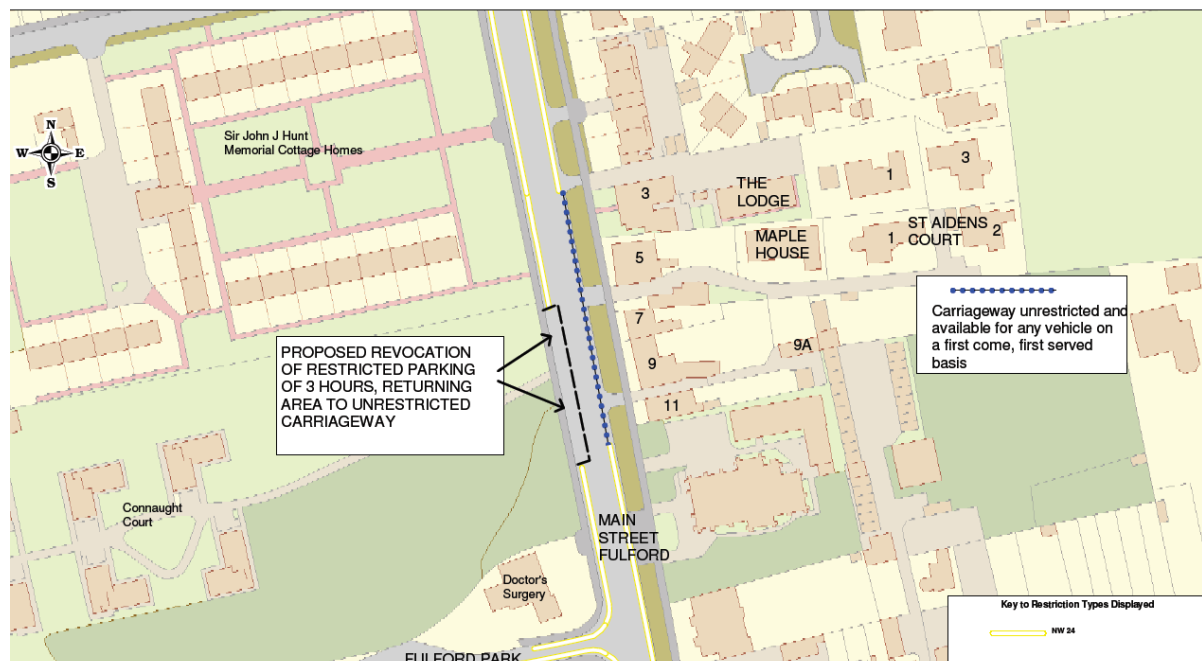 N
W E
S
Sir John J Hunt
Memorial Cottage Homes
3
THE
LODGE
1
3
5
MAPLE
HOUSE
1
ST AIDENS
COURT
2
Carriageway unrestricted and
available for any vehicle on
a first come, first served
basis
7
9
9A
11
PROPOSED REVOCATION
OF RESTRICTED PARKING
OF 3 HOURS, RETURNING
AREA TO UNRESTRICTED
CARRIAGEWAY
Connaught
Court
MAIN
STREET
FULFORD
Doctor's
Surgery
FULFORD PARK
Key to Restriction Types Displayed
NW 24